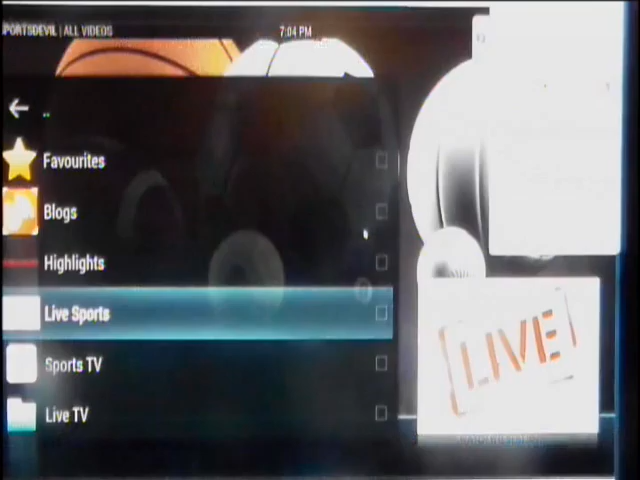 PORTSDEVIL | ALL VIDEOS
7:04 PM
..
Favourites
Blogs
Highlights
Live Sports
Sports TV
Live TV
LIVE